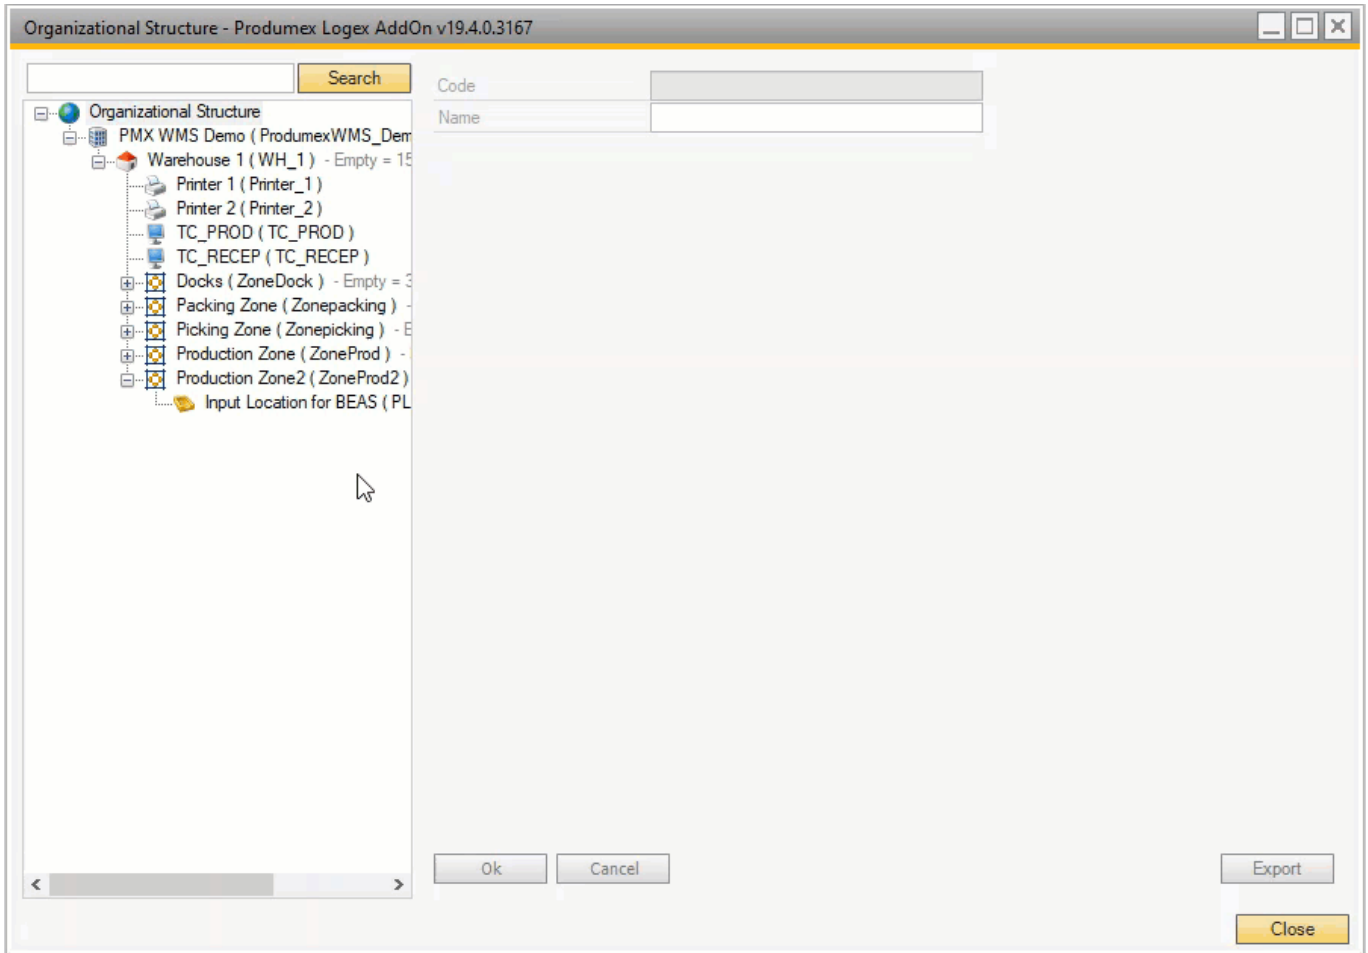 Organizational Structure - Produmex Logex AddOn v19.4.0.3167
Search
Code
Organizational Structure
Name
PMX WMS Demo ( ProdumexWMS_Dem
Warehouse 1 ( WH_1 ) - Empty = 15
Printer 1 ( Printer_1 )
Printer 2 ( Printer_2 )
TC_PROD ( TC_PROD )
TC_RECEP ( TC_RECEP )
Docks ( ZoneDock ) - Empty = 3
Packing Zone ( Zonepacking ) -
Picking Zone ( Zonepicking ) - E
Production Zone ( ZoneProd ) -
Production Zone2 ( ZoneProd2 )
Input Location for BEAS ( PL
Ok Cancel Export
Close